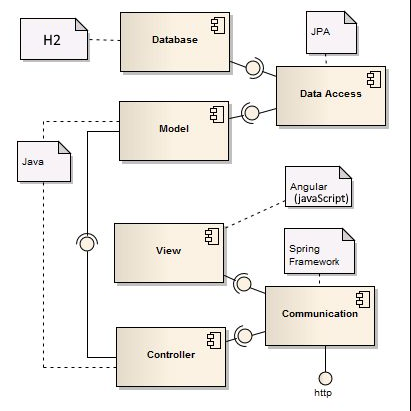 H2
Database
JPA
Data Access
Model
Java
Angular
(javaScript)
View
Spring
Framework
Communication
Controller
http